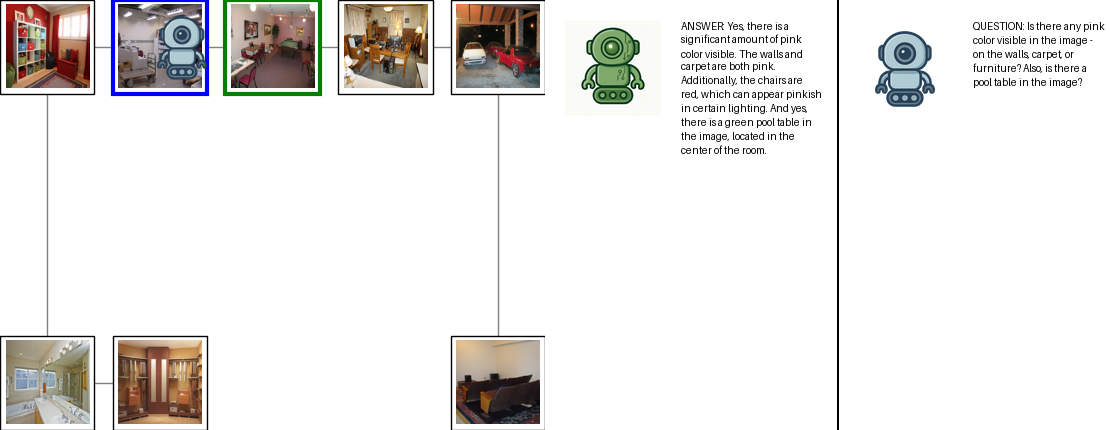 ANSWER: Yes, there is a
significant amount of pink
color visible. The walls and
carpet are both pink.
Additionally, the chairs are
red, which can appear pinkish
in certain lighting. And yes,
there is a green pool table in
the image, located in the
center of the room.
QUESTION: Is there any pink
color visible in the image -
on the walls, carpet, or
furniture? Also, is there a
pool table in the image?